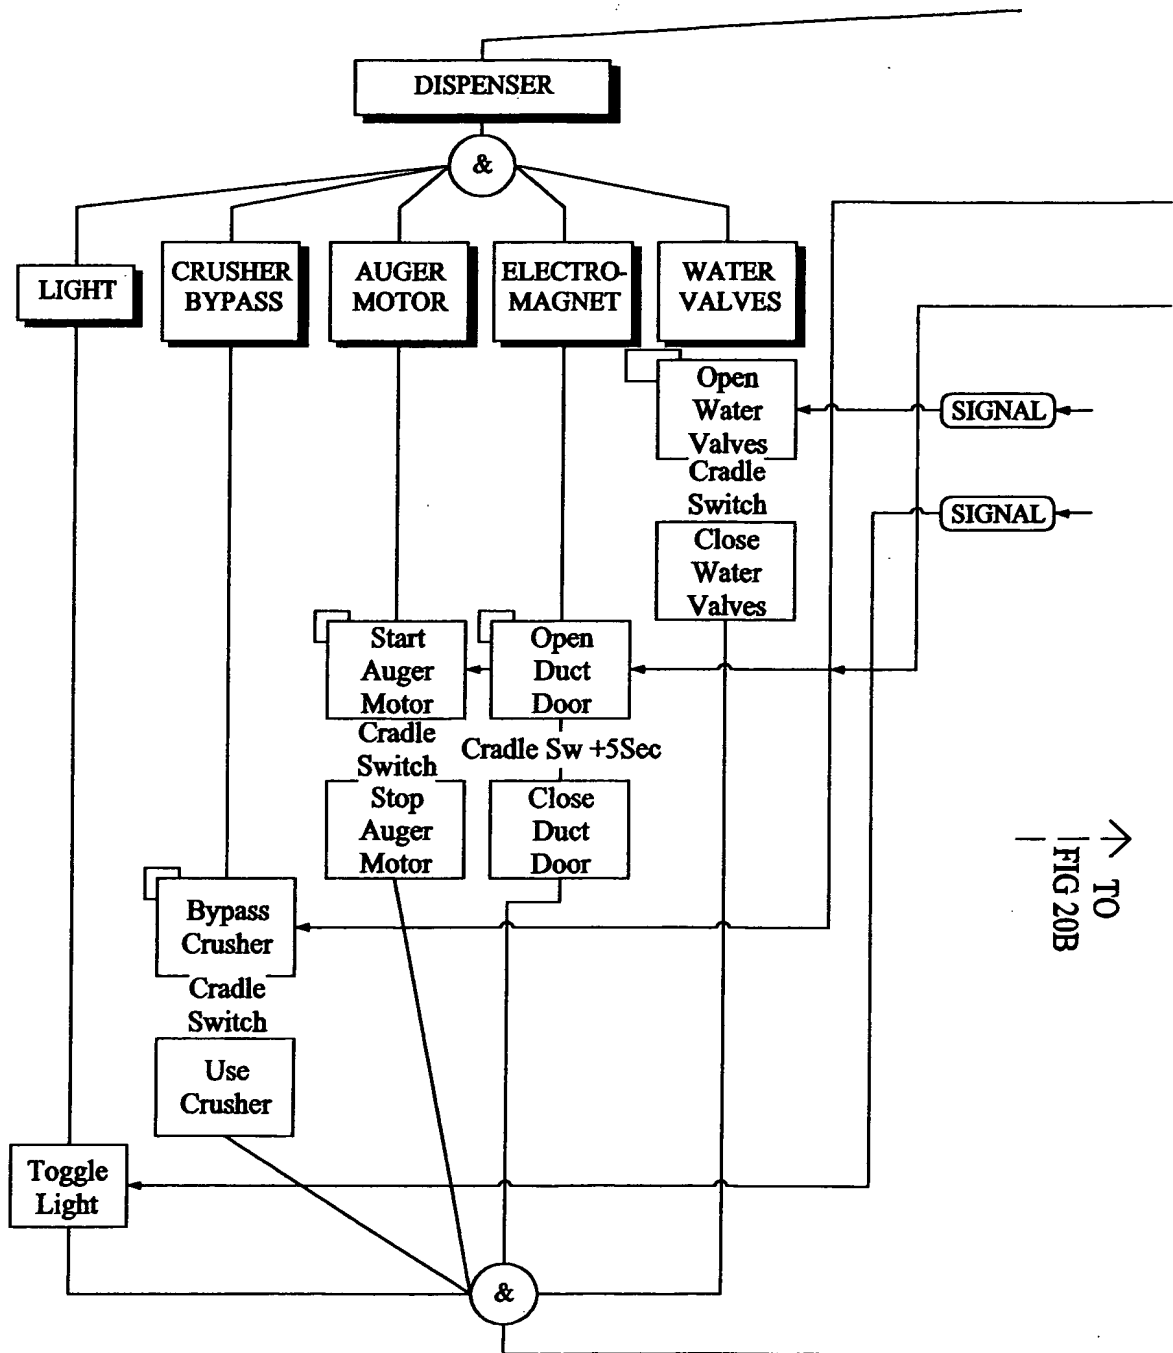 DISPENSER
&
LIGHT
CRUSHER
BYPASS
AUGER
MOTOR
ELECTRO-
MAGNET
WATER
VALVES
Open
Water
Valves
SIGNAL
Cradle
Switch
SIGNAL
Close
Water
Valves
Start
Auger
Motor
Open
Duct
Door
Cradle
Switch
Cradle Sw +5Sec
Stop
Auger
Motor
Close
Duct
Door
TO
FIG 20B
Bypass
Crusher
Cradle
Switch
Use
Crusher
Toggle
Light
&